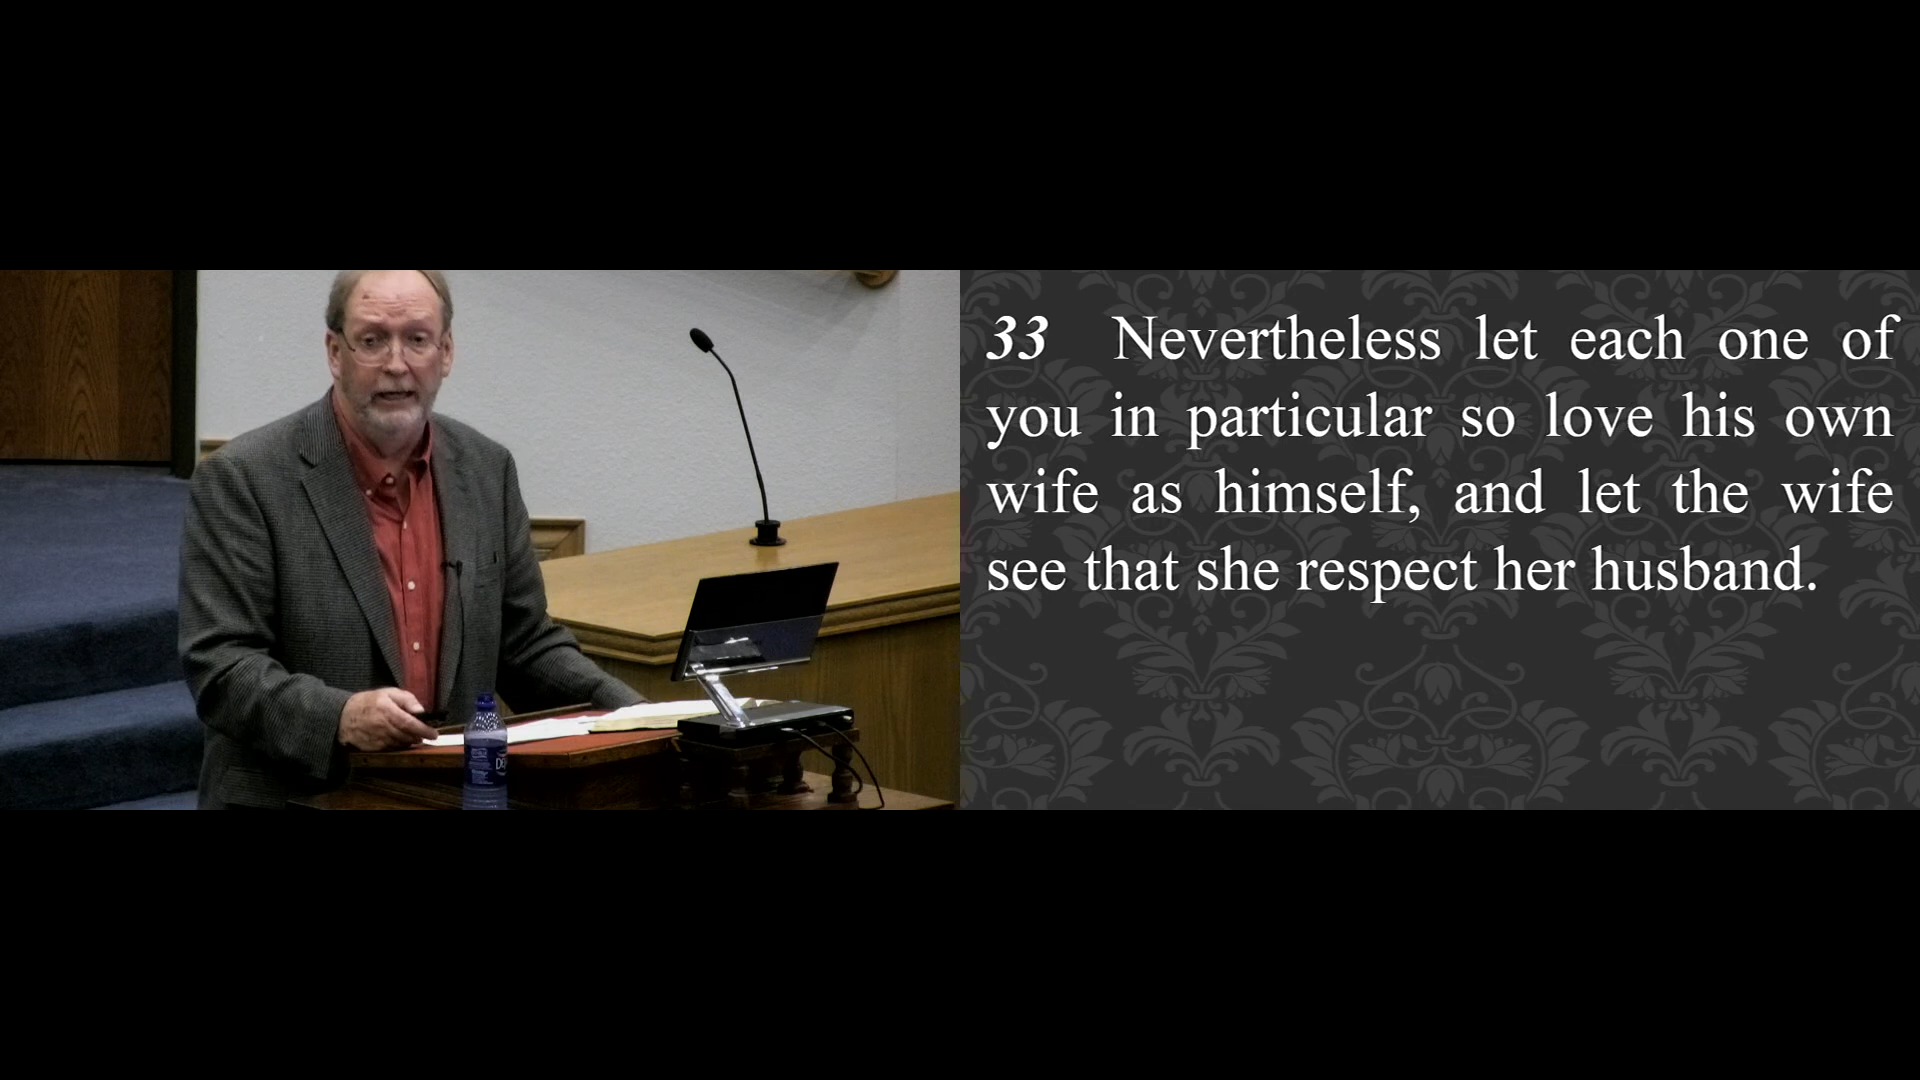 33 Nevertheless let each one of
you in particular so love his own
wife as himself, and let the wife
see that she respect her husband.